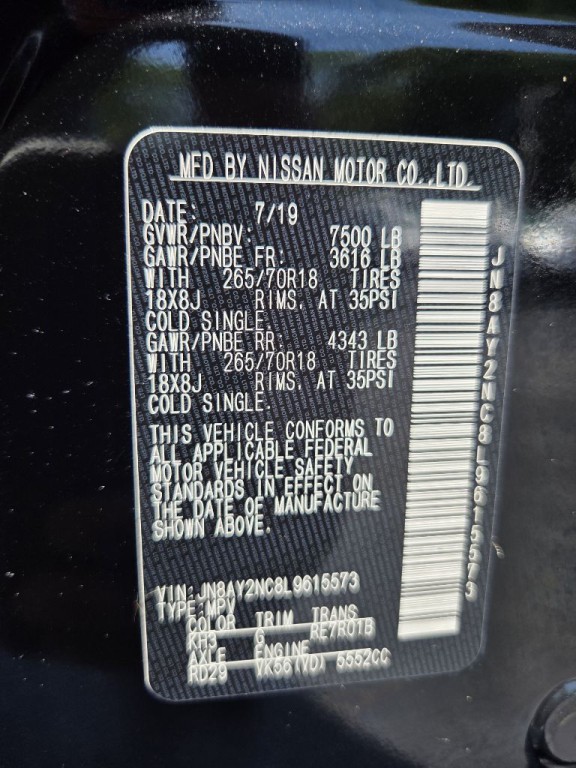 MFD BY NISSAN MOTOR CO.,LTD.
DATE: 7/19
GVWR/PNBV: 7500 LB
GAWR/PNBE FR: 3616 LB
WITH 265/70R18 TIRES
18X8J RIMS. AT 35PSI
COLD SINGLE.
GAWR/PNBE RR: 4343 LB
WITH 265/70R18 TIRES
18X8J RIMS. AT 35PSI
COLD SINGLE.
THIS VEHICLE CONFORMS TO
ALL APPLICABLE FEDERAL
MOTOR VEHICLE SAFETY
STANDARDS IN EFFECT ON
THE DATE OF MANUFACTURE
SHOWN ABOVE.
VIN: JN8AY2NC8L9615573
TYPE: MPV
COLOR TRIM TRANS
KH3 G RE7R01B
AXLE ENGINE
RD29 VK56(VD) 5552CC
JN8AY2NC8L9615573